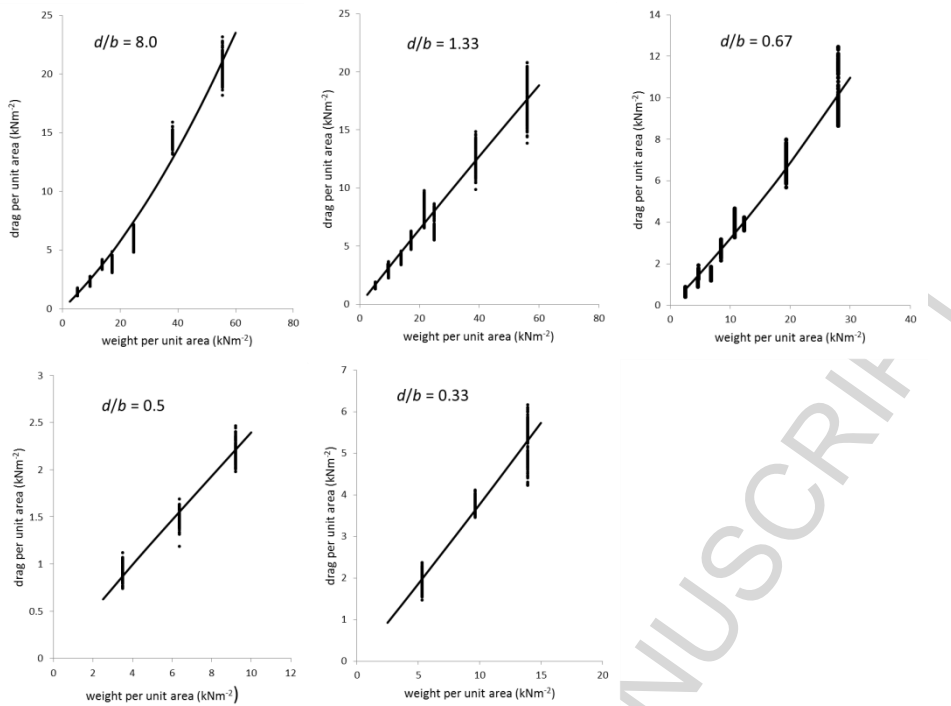 d/b = 8.0
25
20
15
10
5
0
0 20 40 60 80
drag per unit area (kNm-2)
weight per unit area (kNm-2)
d/b = 1.33
25
20
15
10
5
0
0 20 40 60 80
drag per unit area (kNm-2)
weight per unit area (kNm-2)
d/b = 0.67
14
12
10
8
6
4
2
0
0 10 20 30 40
drag per unit area (kNm-2)
weight per unit area (kNm-2)
d/b = 0.5
3
2.5
2
1.5
1
0.5
0
0 2 4 6 8 10 12
drag per unit area (kNm-2)
weight per unit area (kNm-2)
d/b = 0.33
7
6
5
4
3
2
1
0
0 5 10 15 20
drag per unit area (kNm-2)
weight per unit area (kNm-2)